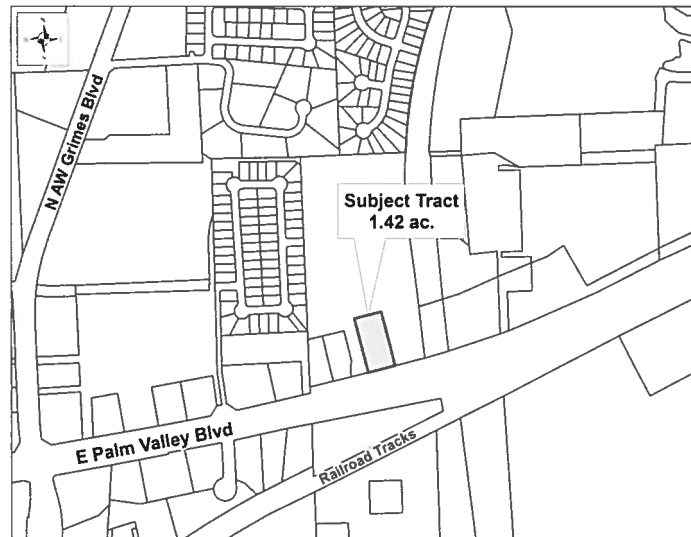 N AW Grimes Blvd
Subject Tract
1.42 ac.
E Palm Valley Blvd
Railroad Tracks